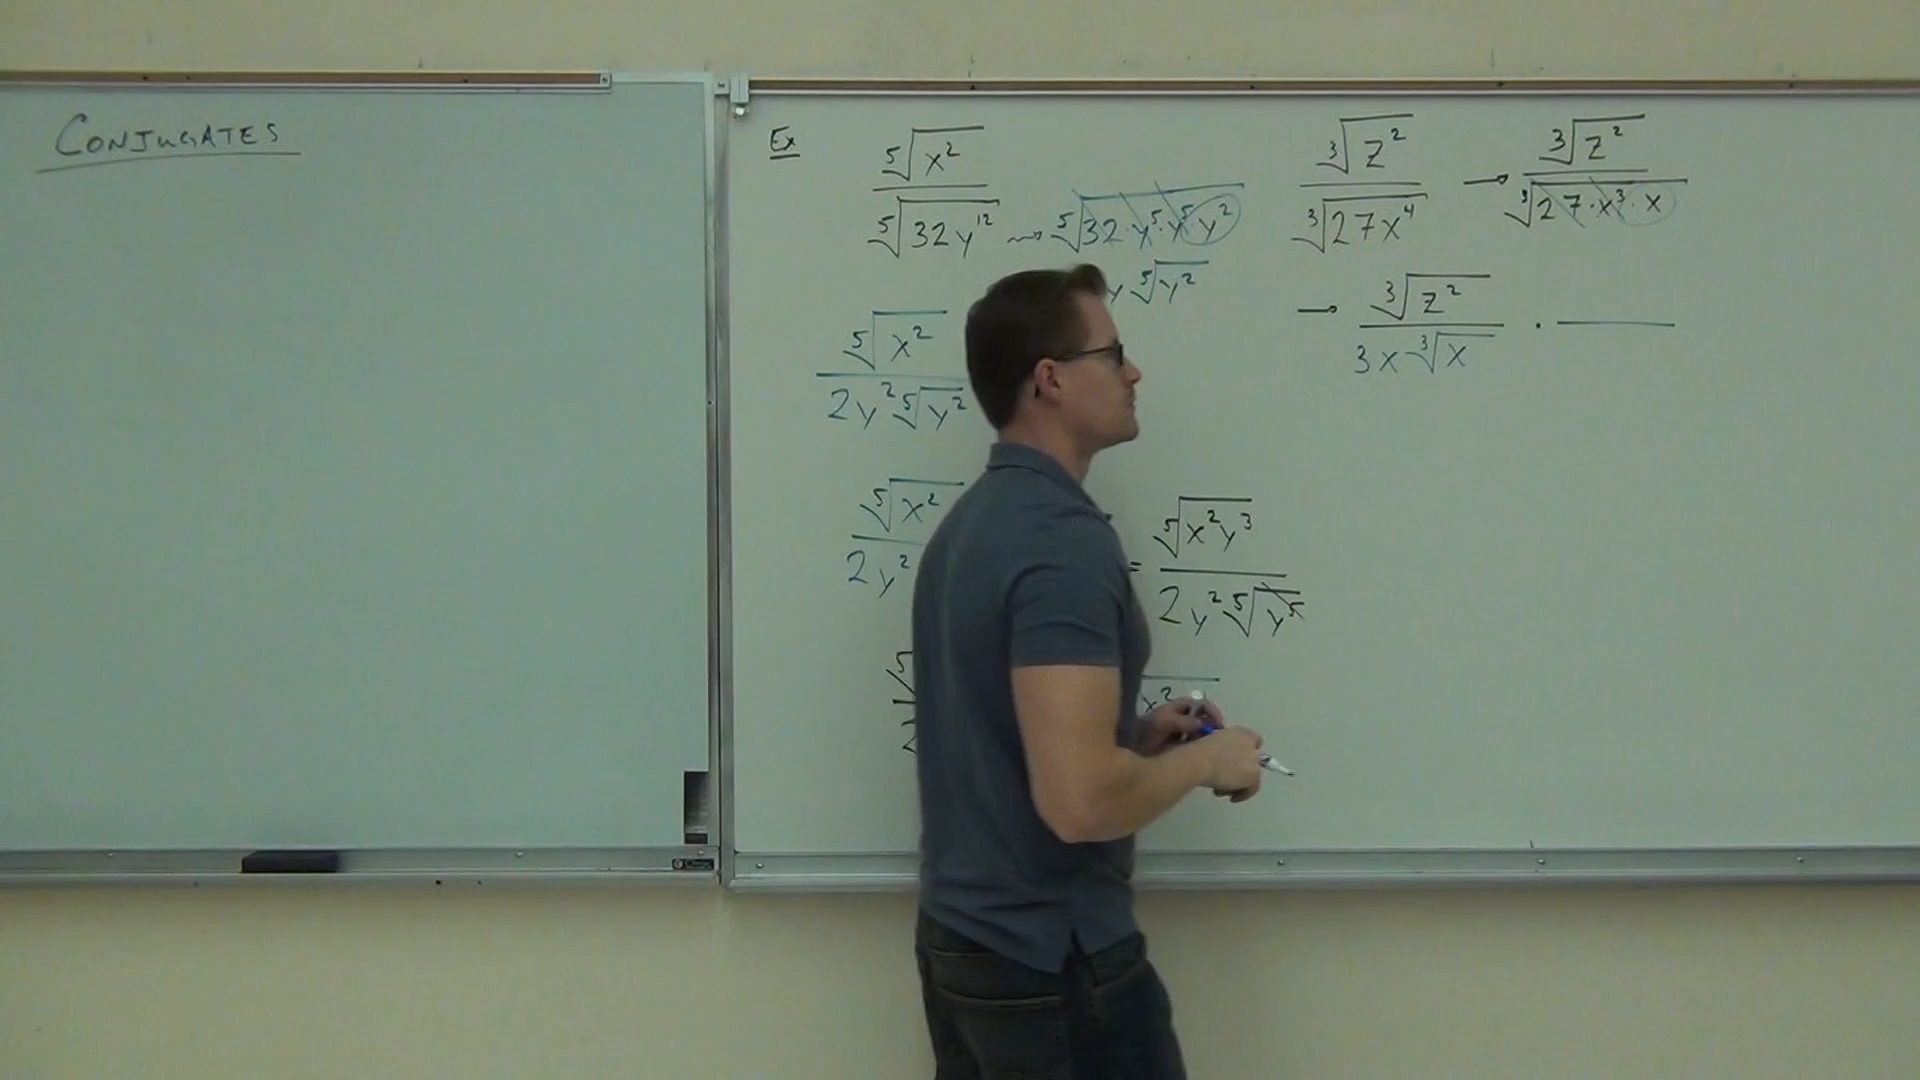 CONJUGATES
Ex
⁵√x² / ⁵√32y¹² ⇝ ⁵√32·y⁵·y⁵·y²
y ⁵√y²
⁵√x² / 2y² ⁵√y²
⁵√x² / 2y²
= ⁵√x²y³ / 2y² ⁵√y⁵
5
x²
³√z² / ³√27x⁴ → ³√z² / ³√27·x³·x
→ ³√z² / 3x ³√x ·